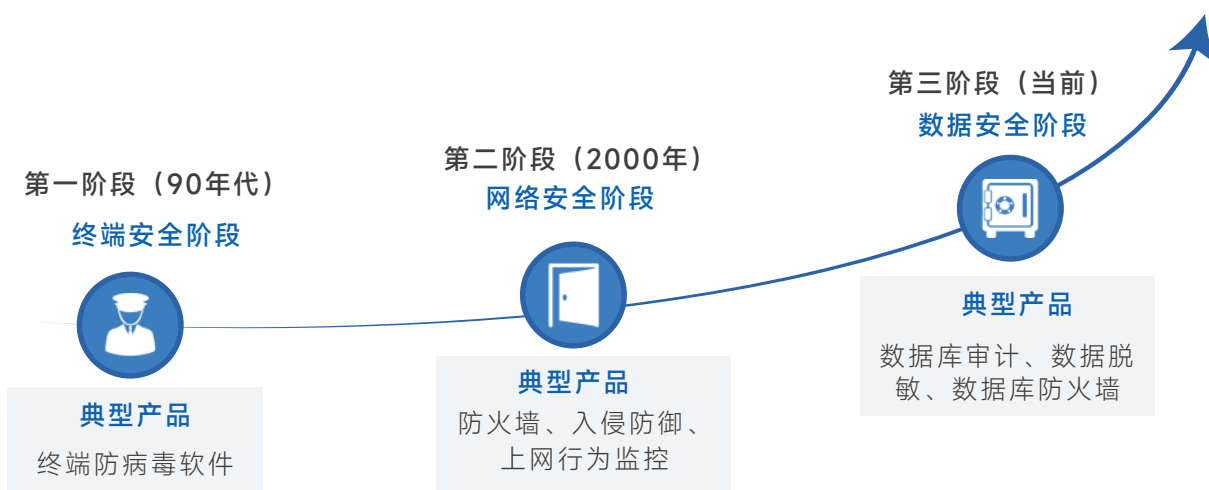 第一阶段（90年代）
终端安全阶段
典型产品
终端防病毒软件
第二阶段（2000年）
网络安全阶段
典型产品
防火墙、入侵防御、
上网行为监控
第三阶段（当前）
数据安全阶段
典型产品
数据库审计、数据脱
敏、数据库防火墙